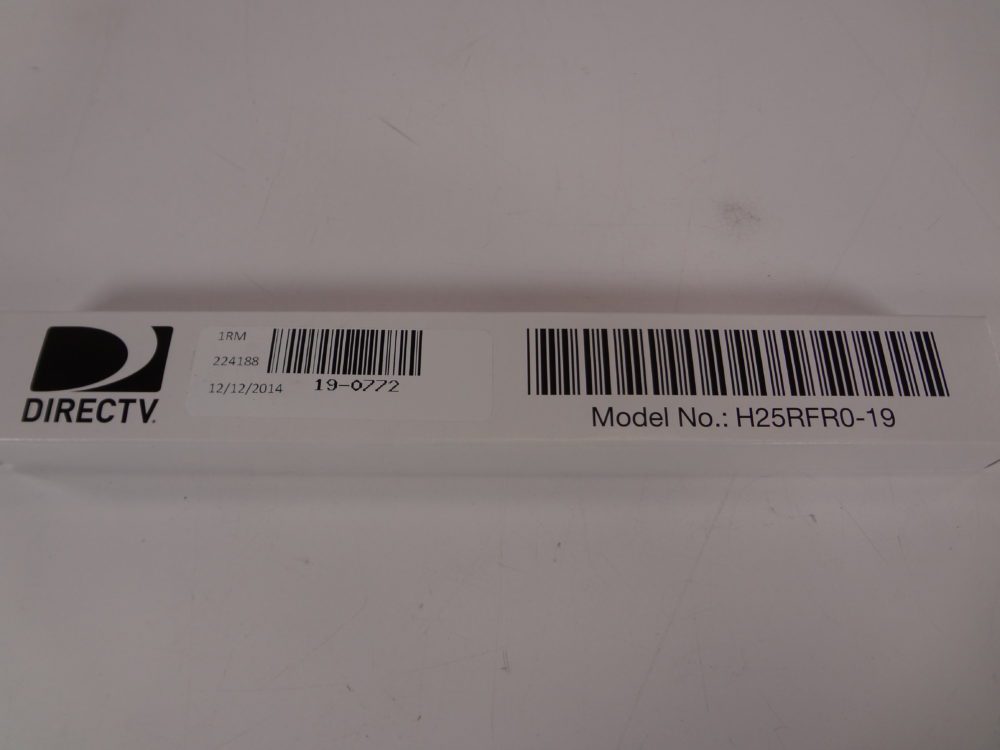 DIRECTV
1RM
224188
12/12/2014 19-0772
Model No.: H25RFR0-19